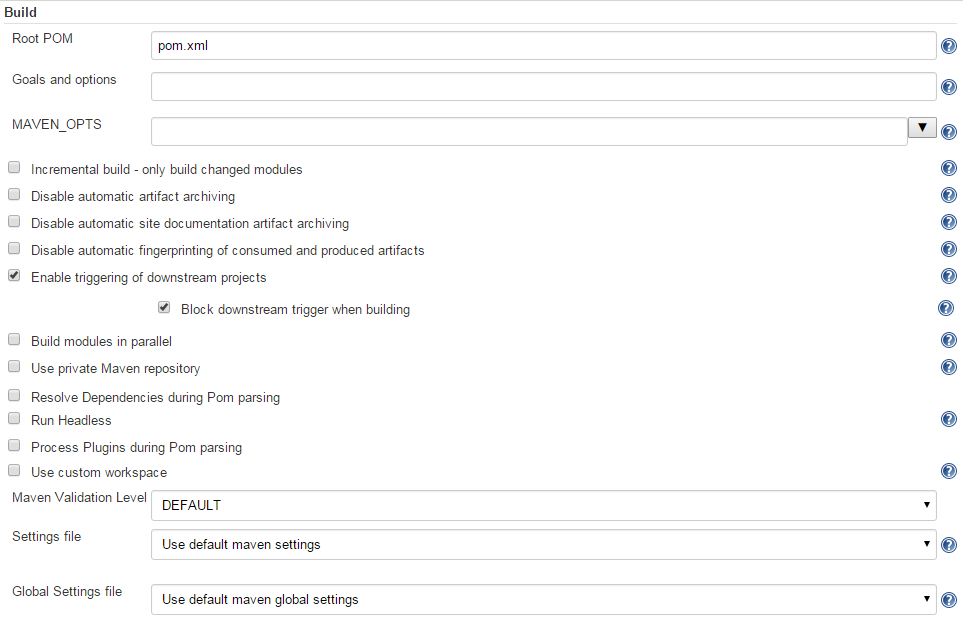 Build
Root POM
pom.xml
Goals and options
MAVEN_OPTS
Incremental build - only build changed modules
Disable automatic artifact archiving
Disable automatic site documentation artifact archiving
Disable automatic fingerprinting of consumed and produced artifacts
Enable triggering of downstream projects
Block downstream trigger when building
Build modules in parallel
Use private Maven repository
Resolve Dependencies during Pom parsing
Run Headless
Process Plugins during Pom parsing
Use custom workspace
Maven Validation Level
DEFAULT
Settings file
Use default maven settings
Global Settings file
Use default maven global settings